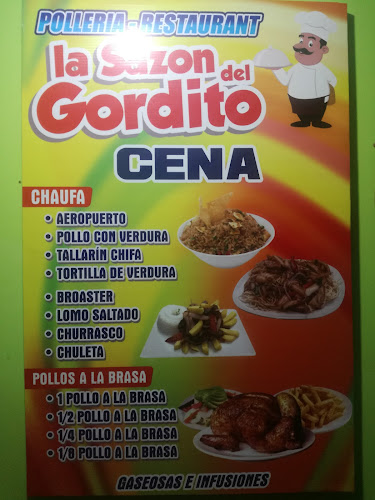 POLLERIA - RESTAURANT
la Sazon del
Gordito
CENA
CHAUFA
• AEROPUERTO
• POLLO CON VERDURA
• TALLARÍN CHIFA
• TORTILLA DE VERDURA
• BROASTER
• LOMO SALTADO
• CHURRASCO
• CHULETA
POLLOS A LA BRASA
• 1 POLLO A LA BRASA
• 1/2 POLLO A LA BRASA
• 1/4 POLLO A LA BRASA
• 1/8 POLLO A LA BRASA
GASEOSAS E INFUSIONES